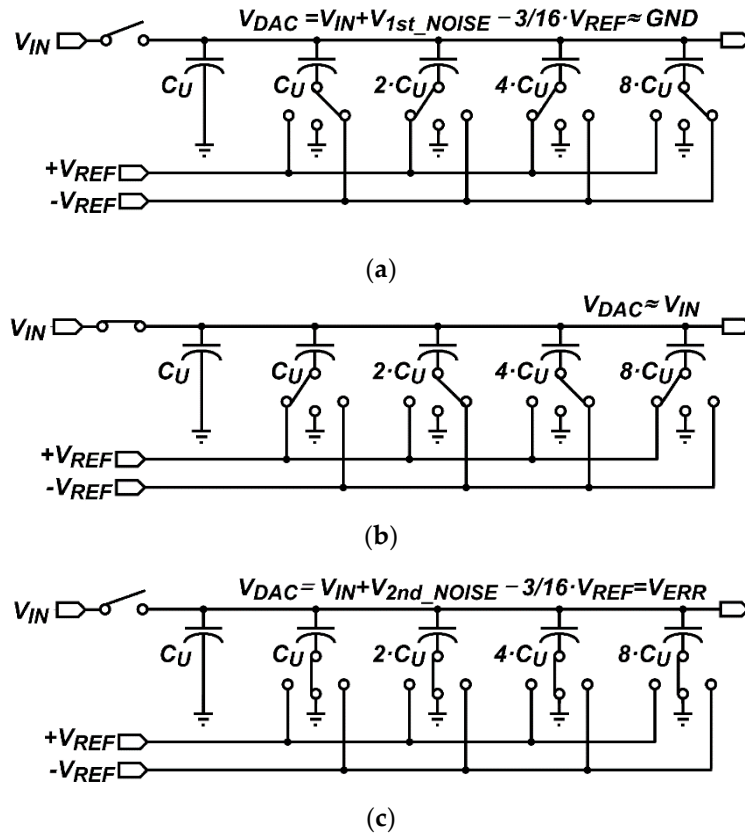 V_DAC = V_IN + V_1st_NOISE − 3/16·V_REF ≈ GND
V_IN
C_U C_U 2·C_U 4·C_U 8·C_U
+V_REF
-V_REF
(a)
V_DAC ≈ V_IN
V_IN
C_U C_U 2·C_U 4·C_U 8·C_U
+V_REF
-V_REF
(b)
V_DAC = V_IN + V_2nd_NOISE − 3/16·V_REF = V_ERR
V_IN
C_U C_U 2·C_U 4·C_U 8·C_U
+V_REF
-V_REF
(c)